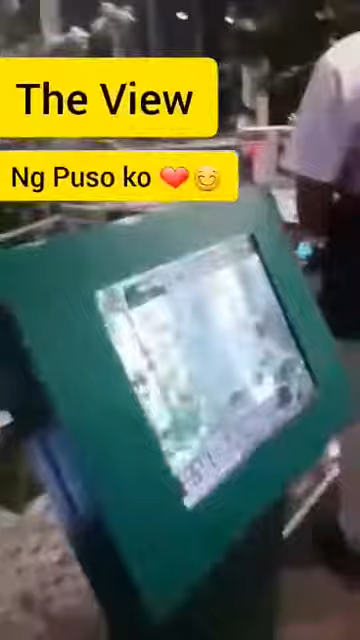 The View
Ng Puso ko ❤️😊